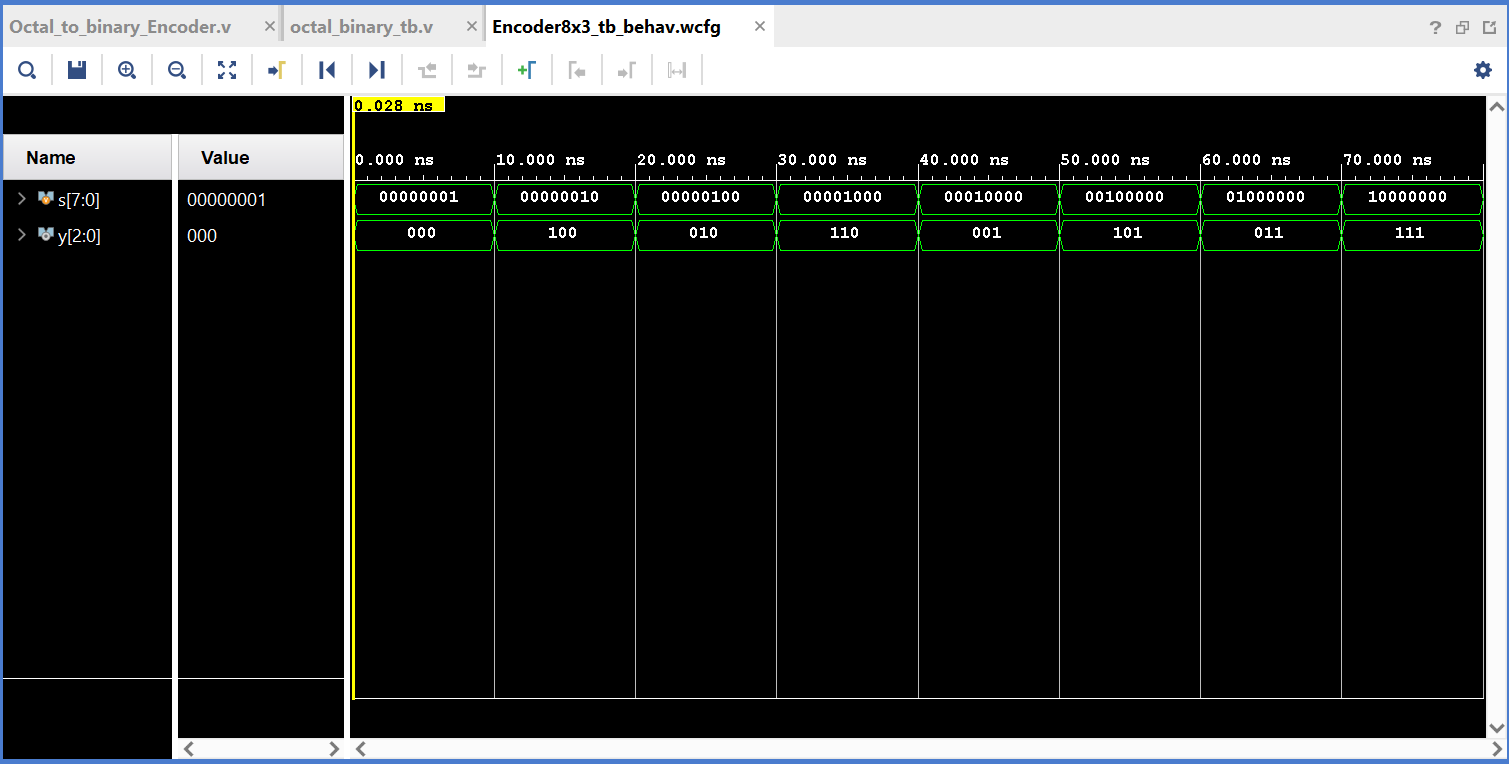 Octal_to_binary_Encoder.v × octal_binary_tb.v × Encoder8x3_tb_behav.wcfg ×
?
0.028 ns
Name Value
0.000 ns 10.000 ns 20.000 ns 30.000 ns 40.000 ns 50.000 ns 60.000 ns 70.000 ns
s[7:0] 00000001 00000001 00000010 00000100 00001000 00010000 00100000 01000000 10000000
y[2:0] 000 000 100 010 110 001 101 011 111